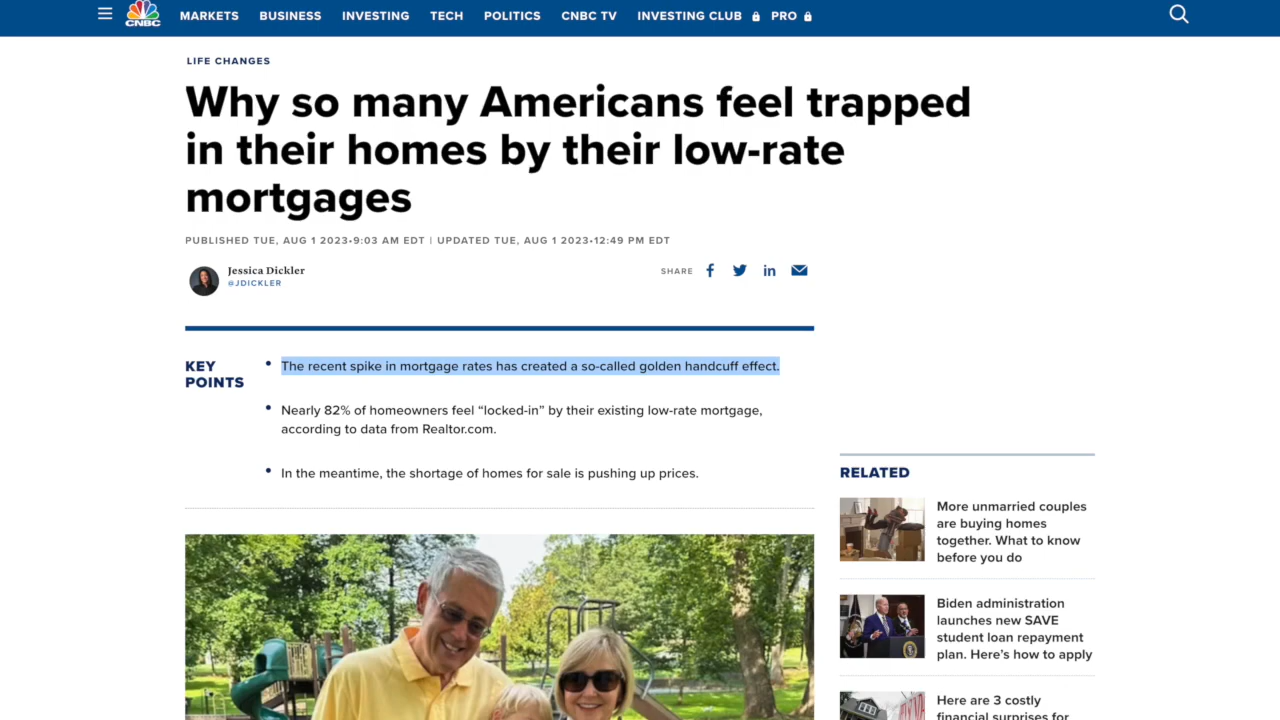 CNBC
MARKETS BUSINESS INVESTING TECH POLITICS CNBC TV INVESTING CLUB PRO
LIFE CHANGES
Why so many Americans feel trapped
in their homes by their low-rate
mortgages
PUBLISHED TUE, AUG 1 2023•9:03 AM EDT | UPDATED TUE, AUG 1 2023•12:49 PM EDT
Jessica Dickler
@JDICKLER
SHARE
KEY
POINTS
• The recent spike in mortgage rates has created a so-called golden handcuff effect.
• Nearly 82% of homeowners feel “locked-in” by their existing low-rate mortgage,
according to data from Realtor.com.
• In the meantime, the shortage of homes for sale is pushing up prices.
RELATED
More unmarried couples
are buying homes
together. What to know
before you do
Biden administration
launches new SAVE
student loan repayment
plan. Here’s how to apply
Here are 3 costly
financial surprises for